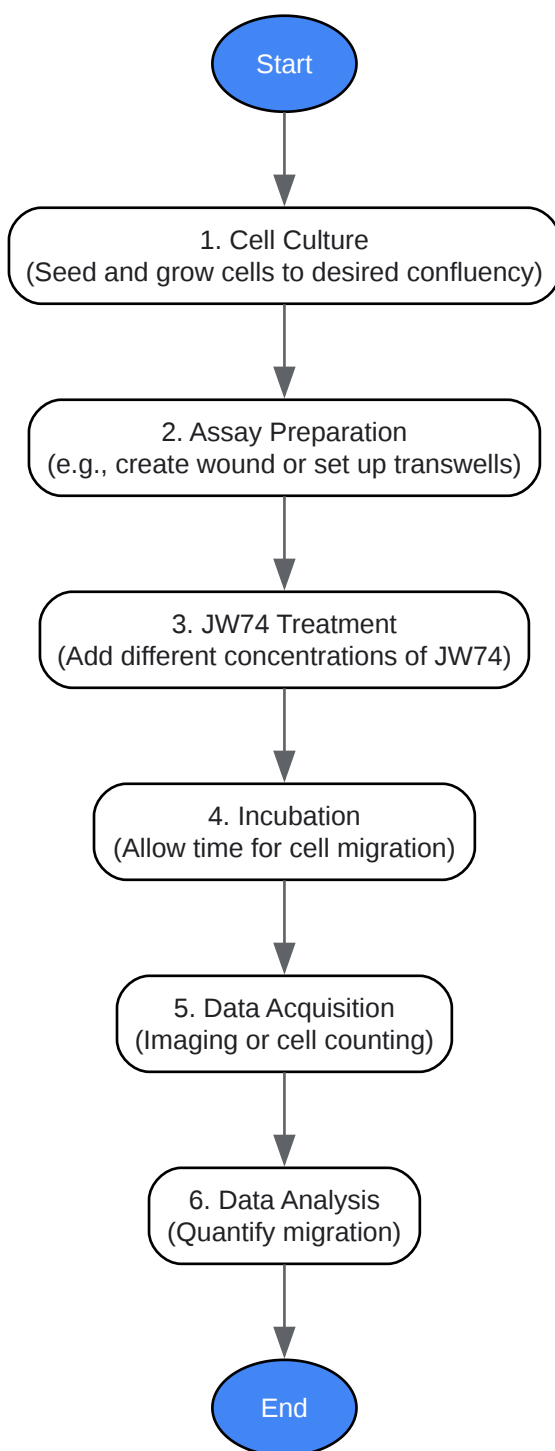 Start
1. Cell Culture
(Seed and grow cells to desired confluency)
2. Assay Preparation
(e.g., create wound or set up transwells)
3. JW74 Treatment
(Add different concentrations of JW74)
4. Incubation
(Allow time for cell migration)
5. Data Acquisition
(Imaging or cell counting)
6. Data Analysis
(Quantify migration)
End